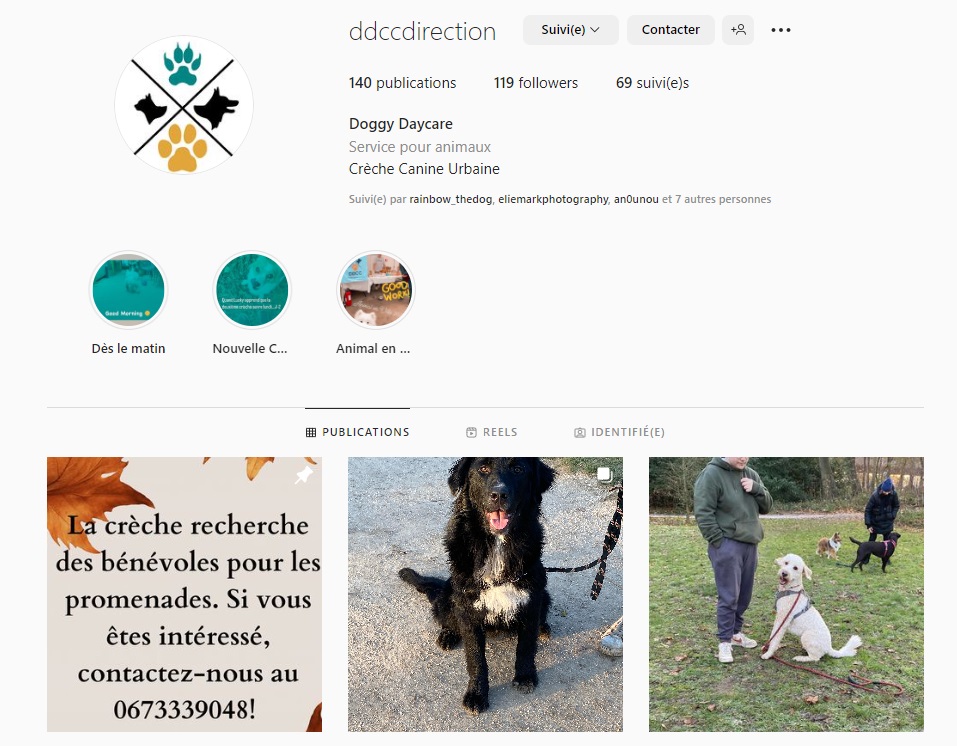 ddccdirection
Suivi(e)
Contacter
140 publications
119 followers
69 suivi(e)s
Doggy Daycare
Service pour animaux
Crèche Canine Urbaine
Suivi(e) par rainbow_thedog, eliemarkphotography, an0unou et 7 autres personnes
Good Morning
GOOD
WORK!
Dès le matin
Nouvelle C...
Animal en ...
PUBLICATIONS
REELS
IDENTIFIÉ(E)
La crèche recherche
des bénévoles pour les
promenades. Si vous
êtes intéressé,
contactez-nous au
0673339048!